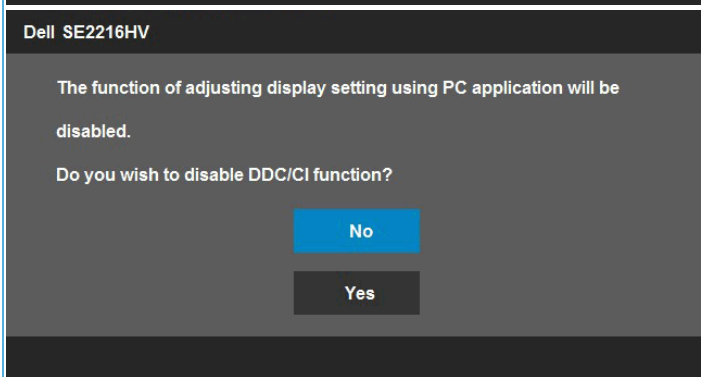 Dell SE2216HV
The function of adjusting display setting using PC application will be
disabled.
Do you wish to disable DDC/CI function?
No
Yes